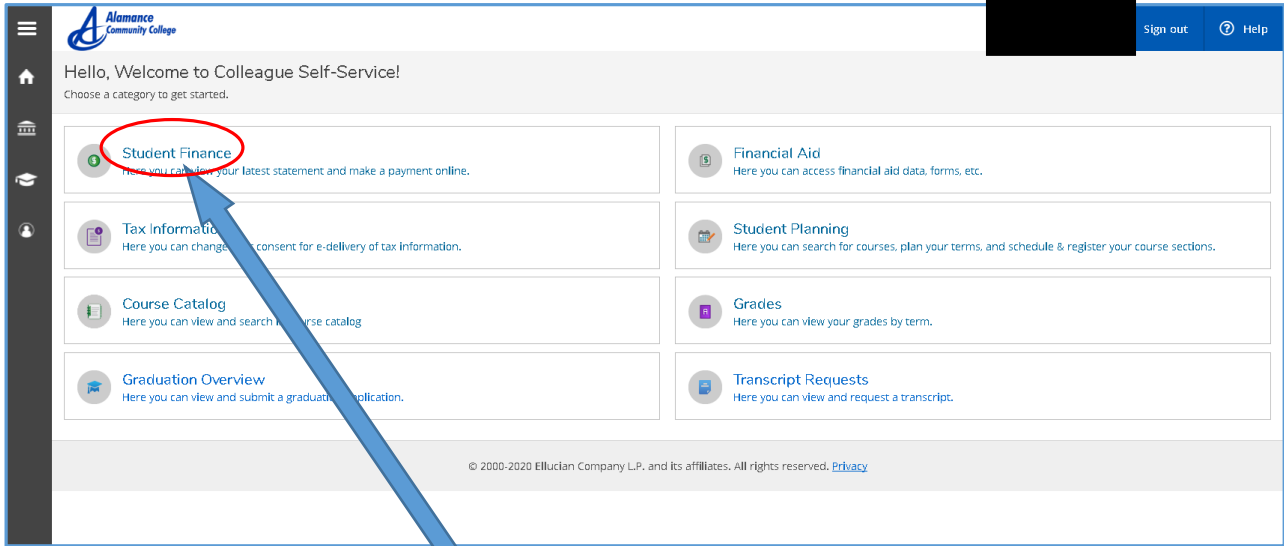 Alamance
Community College
Sign out
Help
Hello, Welcome to Colleague Self-Service!
Choose a category to get started.
Student Finance
Here you can view your latest statement and make a payment online.
Financial Aid
Here you can access financial aid data, forms, etc.
Tax Information
Here you can change consent for e-delivery of tax information.
Student Planning
Here you can search for courses, plan your terms, and schedule & register your course sections.
Course Catalog
Here you can view and search course catalog
Grades
Here you can view your grades by term.
Graduation Overview
Here you can view and submit a graduation application.
Transcript Requests
Here you can view and request a transcript.
© 2000-2020 Ellucian Company L.P. and its affiliates. All rights reserved. Privacy